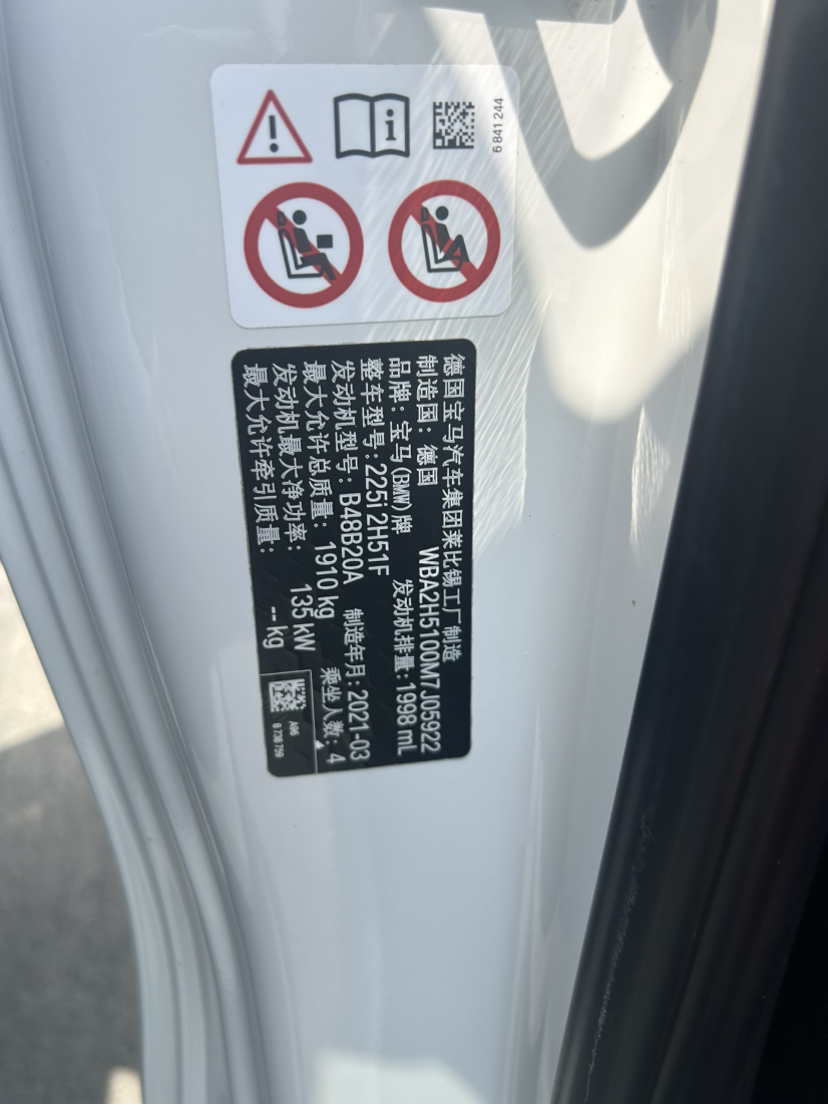 6 841 244
德国宝马汽车集团莱比锡工厂制造
制造国：德国 WBA2H5100M7J05922
品牌：宝马(BMW)牌 发动机排量：1998 mL
整车型号：225i 2H51F
发动机型号：B48B20A 制造年月：2021-03
最大允许总质量：1910 kg 乘坐人数：4
发动机最大净功率：135 kW
最大允许牵引质量：-- kg
A96
8 738 759